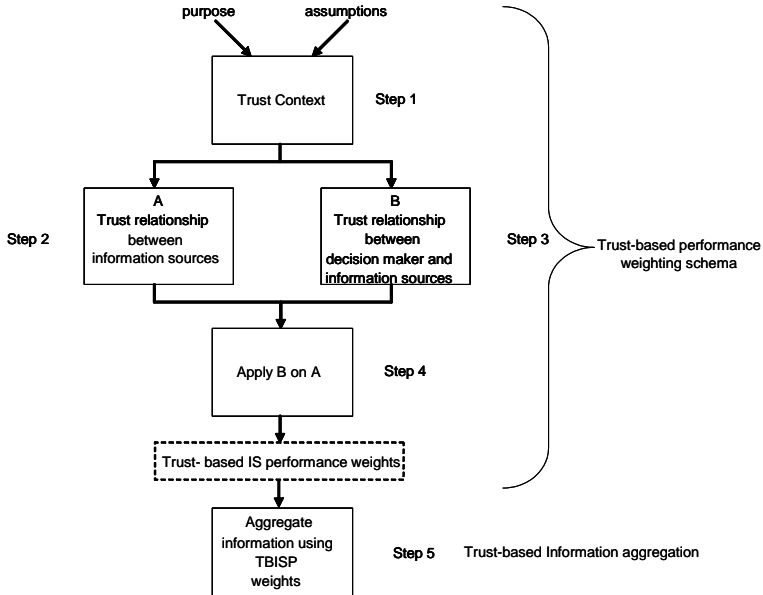 purpose
assumptions
Trust Context
Step 1
Step 2
A
Trust relationship
between
information sources
B
Trust relationship
between
decision maker and
information sources
Step 3
Trust-based performance
weighting schema
Apply B on A
Step 4
Trust- based IS performance weights
Aggregate
information using
TBISP
weights
Step 5
Trust-based Information aggregation